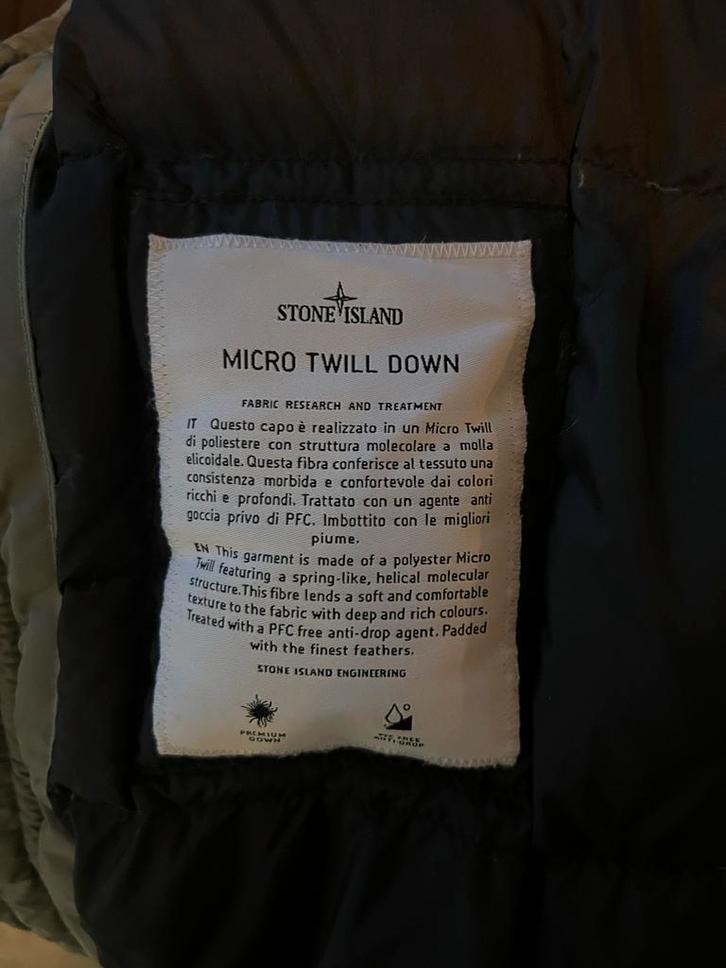 STONE ISLAND
MICRO TWILL DOWN
FABRIC RESEARCH AND TREATMENT
IT Questo capo è realizzato in un Micro Twill
di poliestere con struttura molecolare a molla
elicoidale. Questa fibra conferisce al tessuto una
consistenza morbida e confortevole dai colori
ricchi e profondi. Trattato con un agente anti
goccia privo di PFC. Imbottito con le migliori
piume.
EN This garment is made of a polyester Micro
Twill featuring a spring-like, helical molecular
structure. This fibre lends a soft and comfortable
texture to the fabric with deep and rich colours.
Treated with a PFC free anti-drop agent. Padded
with the finest feathers.
STONE ISLAND ENGINEERING
PREMIUM
DOWN
PFC FREE
ANTI-DROP